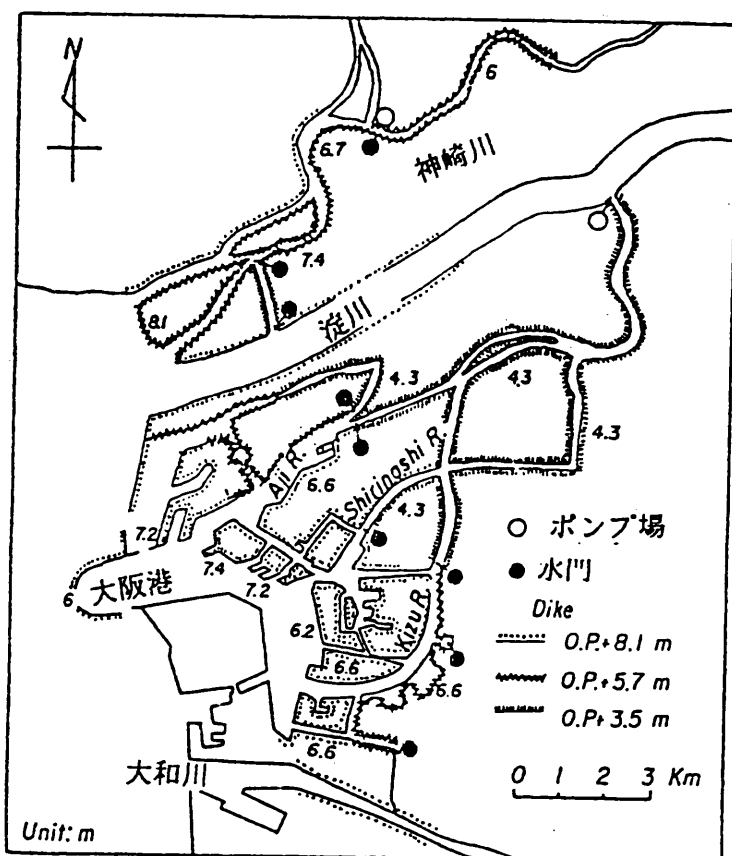 N
6
6.7
神崎川
7.4
8.1
淀川
4.3
4.3
4.3
Aji R.
6.6
Shirinashi R.
4.3
7.2
7.4
7.2
6
大阪港
6.2
Kizu R.
6.6
6.6
6.6
大和川
○ ポンプ場
● 水門
Dike
O.P.+8.1 m
O.P.+5.7 m
O.P.+3.5 m
0 1 2 3 Km
Unit: m